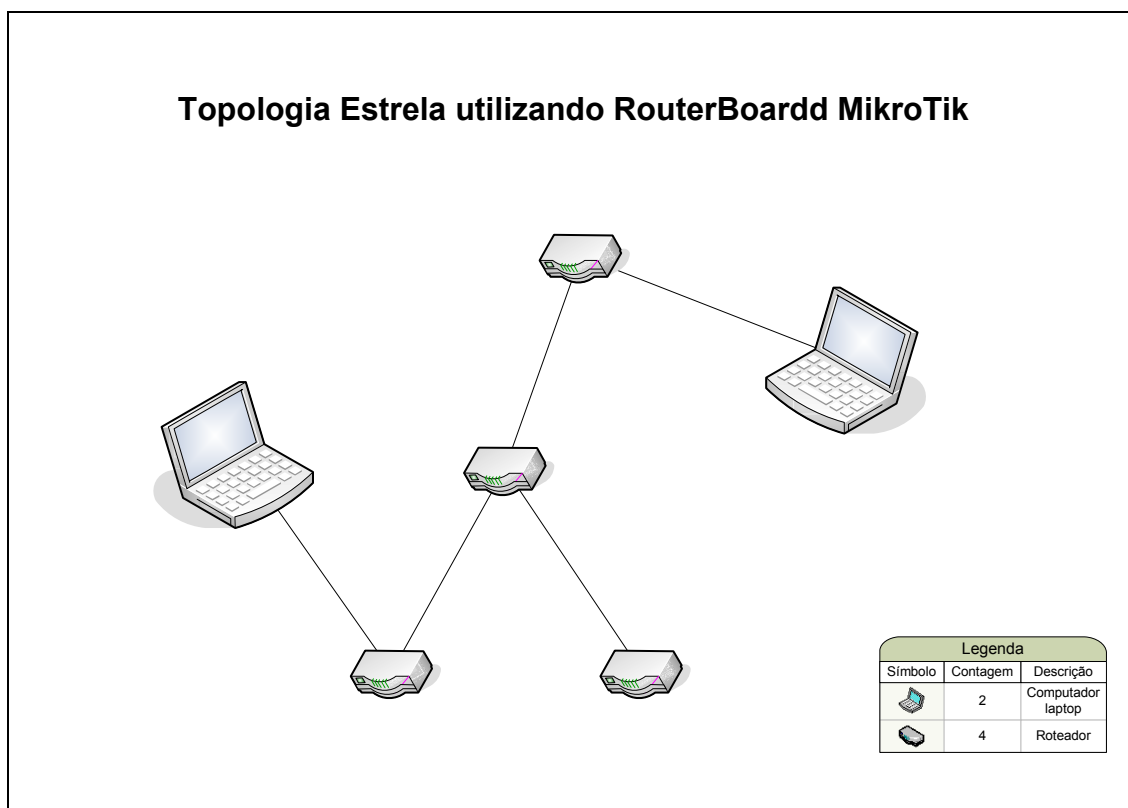 Topologia Estrela utilizando RouterBoardd MikroTik
Legenda
Símbolo Contagem Descrição
2 Computador
laptop
4 Roteador